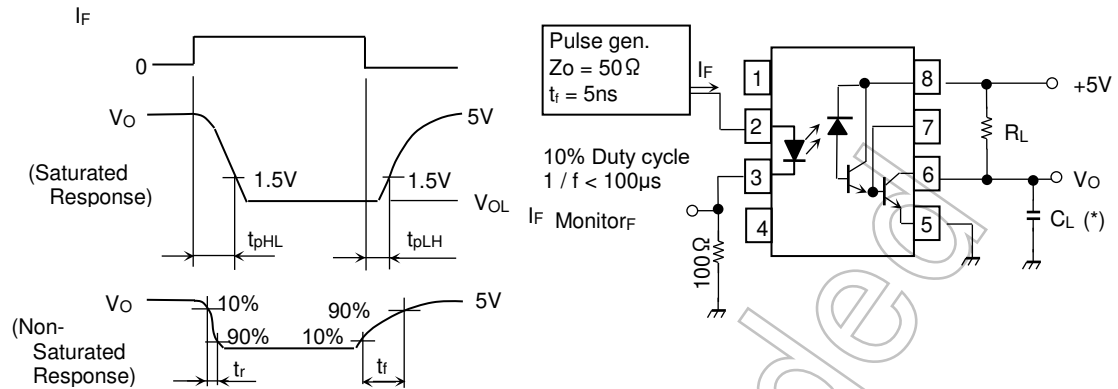 IF
0
VO
5V
(Saturated
Response)
1.5V
1.5V
VOL
tpHL
tpLH
VO
10%
90%
5V
(Non-
Saturated
Response)
90%
10%
tr
tf
Pulse gen.
Zo = 50Ω
tf = 5ns
IF
10% Duty cycle
1 / f < 100µs
IF MonitorF
100Ω
1
2
3
4
8
7
6
5
+5V
RL
VO
CL (*)